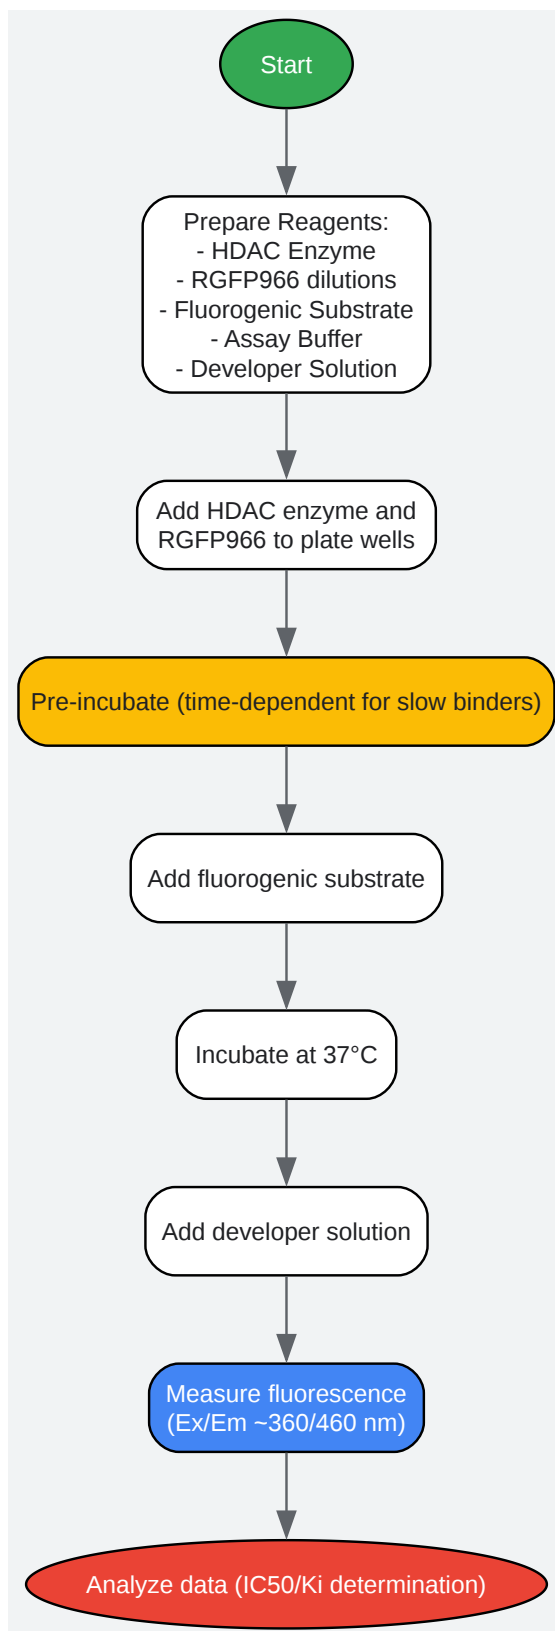 Start
Prepare Reagents:
- HDAC Enzyme
- RGFP966 dilutions
- Fluorogenic Substrate
- Assay Buffer
- Developer Solution
Add HDAC enzyme and
RGFP966 to plate wells
Pre-incubate (time-dependent for slow binders)
Add fluorogenic substrate
Incubate at 37°C
Add developer solution
Measure fluorescence
(Ex/Em ~360/460 nm)
Analyze data (IC50/Ki determination)